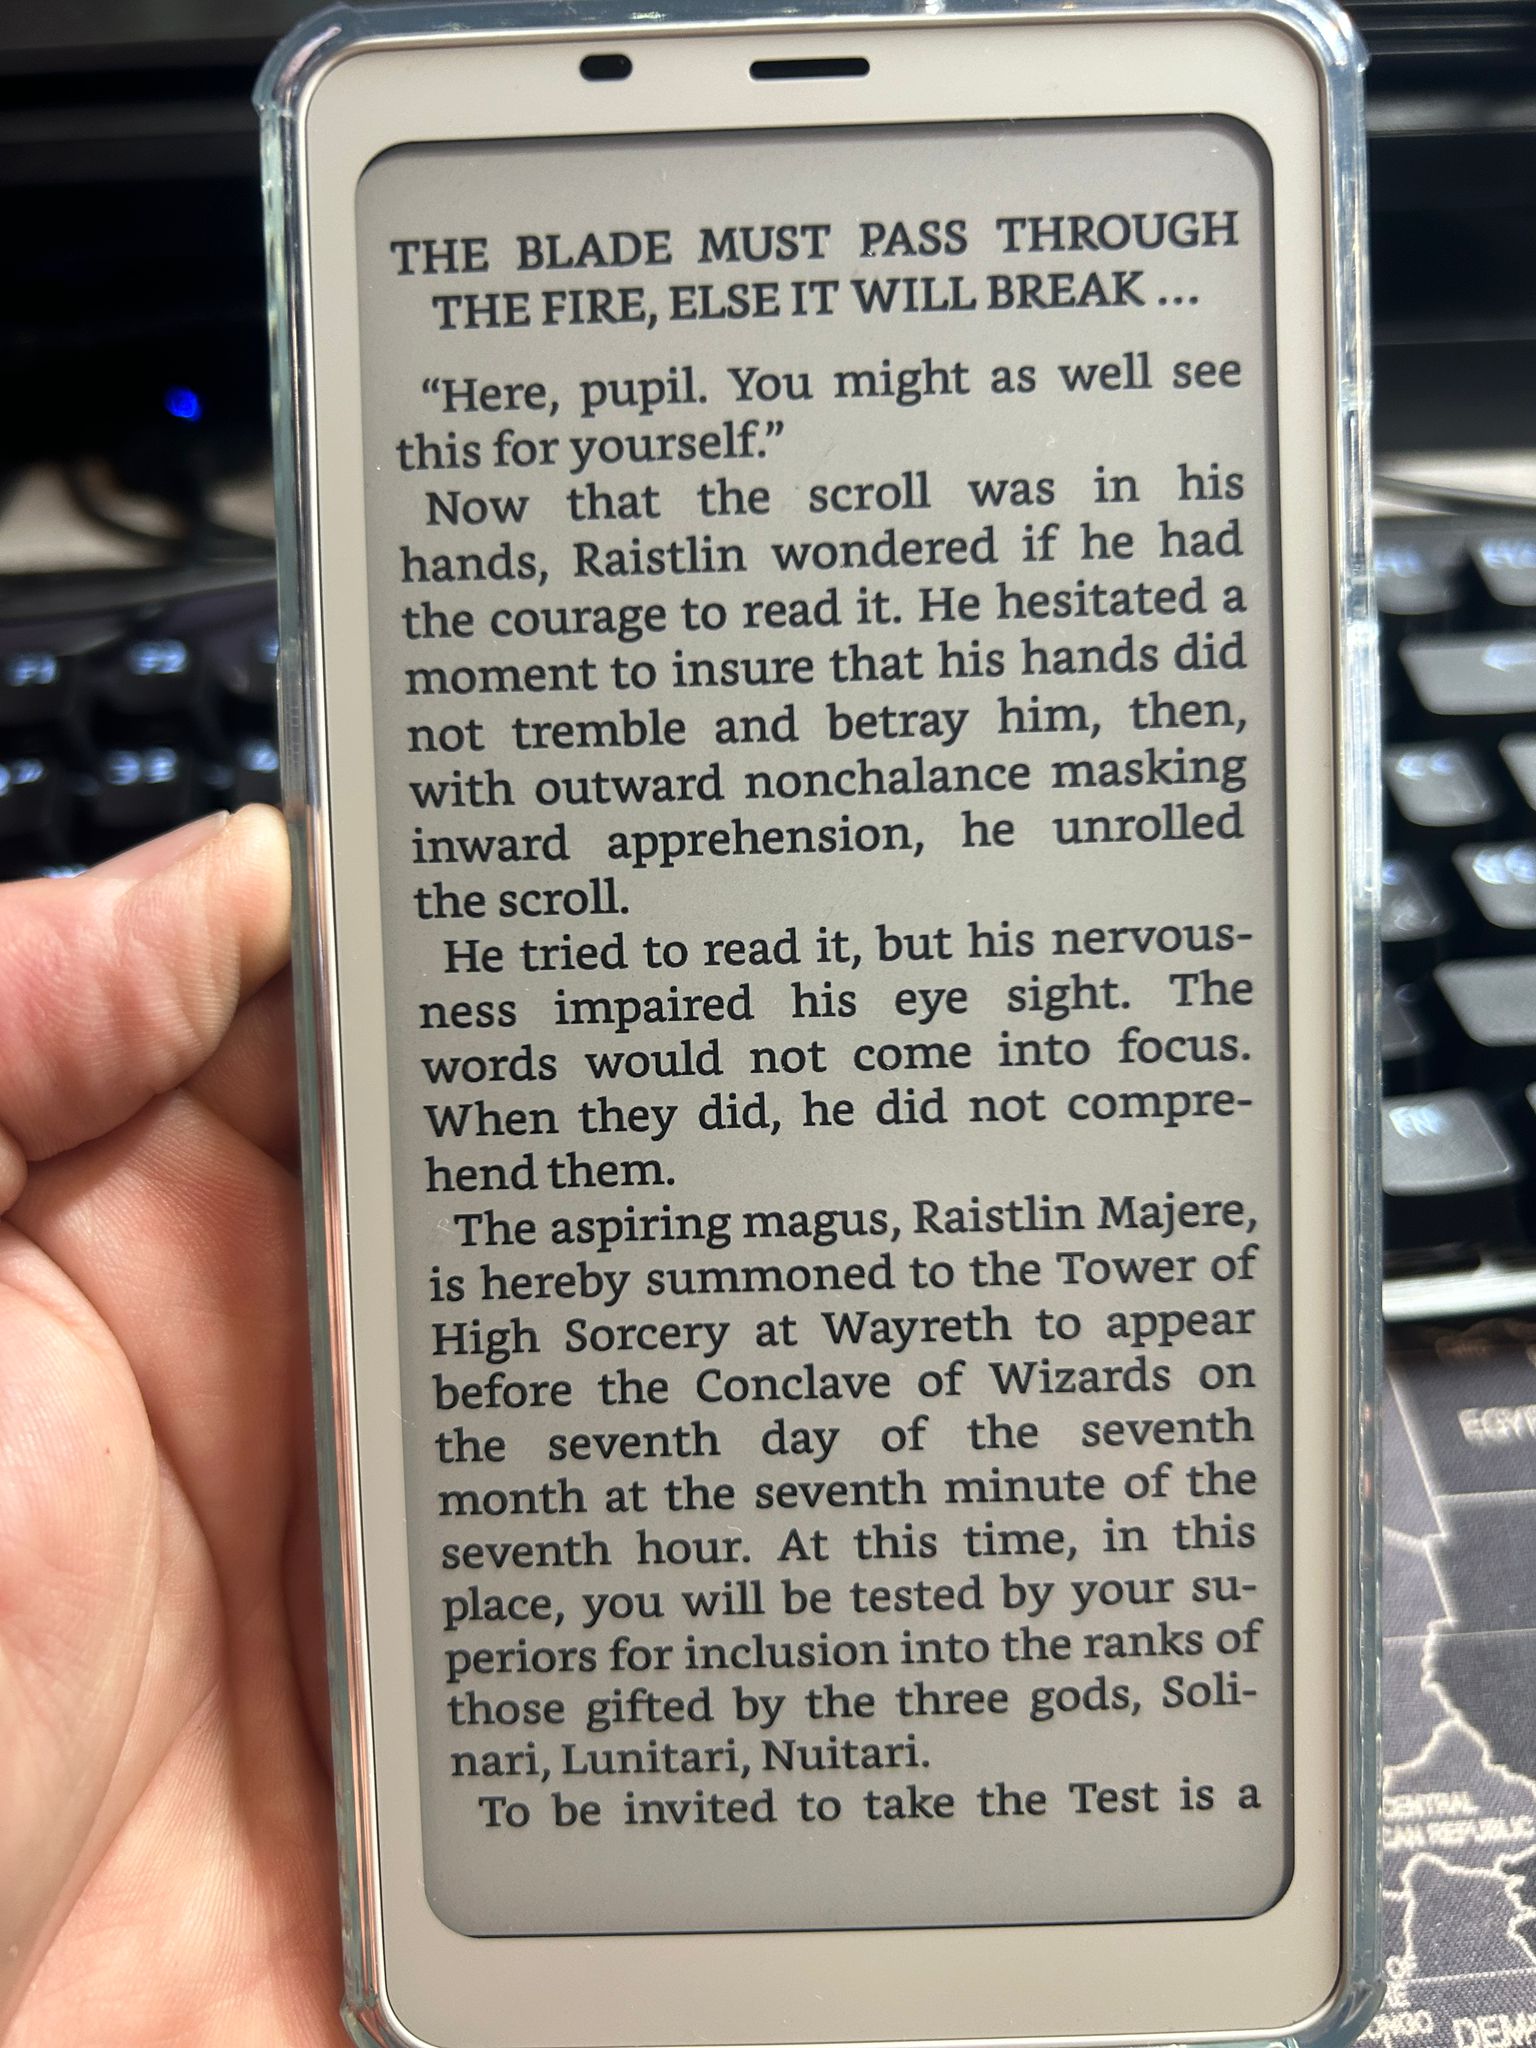 THE BLADE MUST PASS THROUGH
THE FIRE, ELSE IT WILL BREAK ...
“Here, pupil. You might as well see
this for yourself.”
Now that the scroll was in his
hands, Raistlin wondered if he had
the courage to read it. He hesitated a
moment to insure that his hands did
not tremble and betray him, then,
with outward nonchalance masking
inward apprehension, he unrolled
the scroll.
He tried to read it, but his nervous-
ness impaired his eye sight. The
words would not come into focus.
When they did, he did not compre-
hend them.
The aspiring magus, Raistlin Majere,
is hereby summoned to the Tower of
High Sorcery at Wayreth to appear
before the Conclave of Wizards on
the seventh day of the seventh
month at the seventh minute of the
seventh hour. At this time, in this
place, you will be tested by your su-
periors for inclusion into the ranks of
those gifted by the three gods, Soli-
nari, Lunitari, Nuitari.
To be invited to take the Test is a
F1
F2
FN
CENTRAL